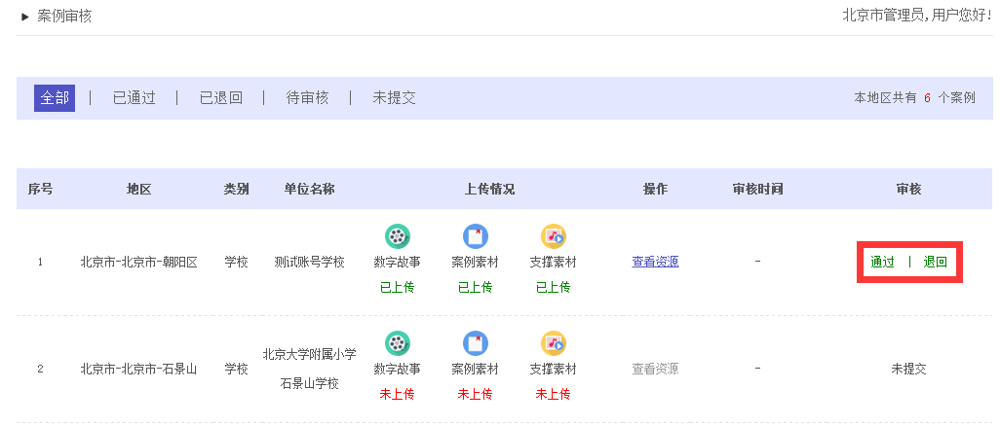 案例审核
北京市管理员,用户您好!
全部 | 已通过 | 已退回 | 待审核 | 未提交
本地区共有 6 个案例
序号 地区 类别 单位名称 上传情况 操作 审核时间 审核
1 北京市-北京市-朝阳区 学校 测试账号学校 数字故事 案例素材 支撑素材 查看资源 - 通过 | 退回
已上传 已上传 已上传
北京大学附属小学
2 北京市-北京市-石景山 学校 石景山学校 数字故事 案例素材 支撑素材 查看资源 - 未提交
未上传 未上传 未上传